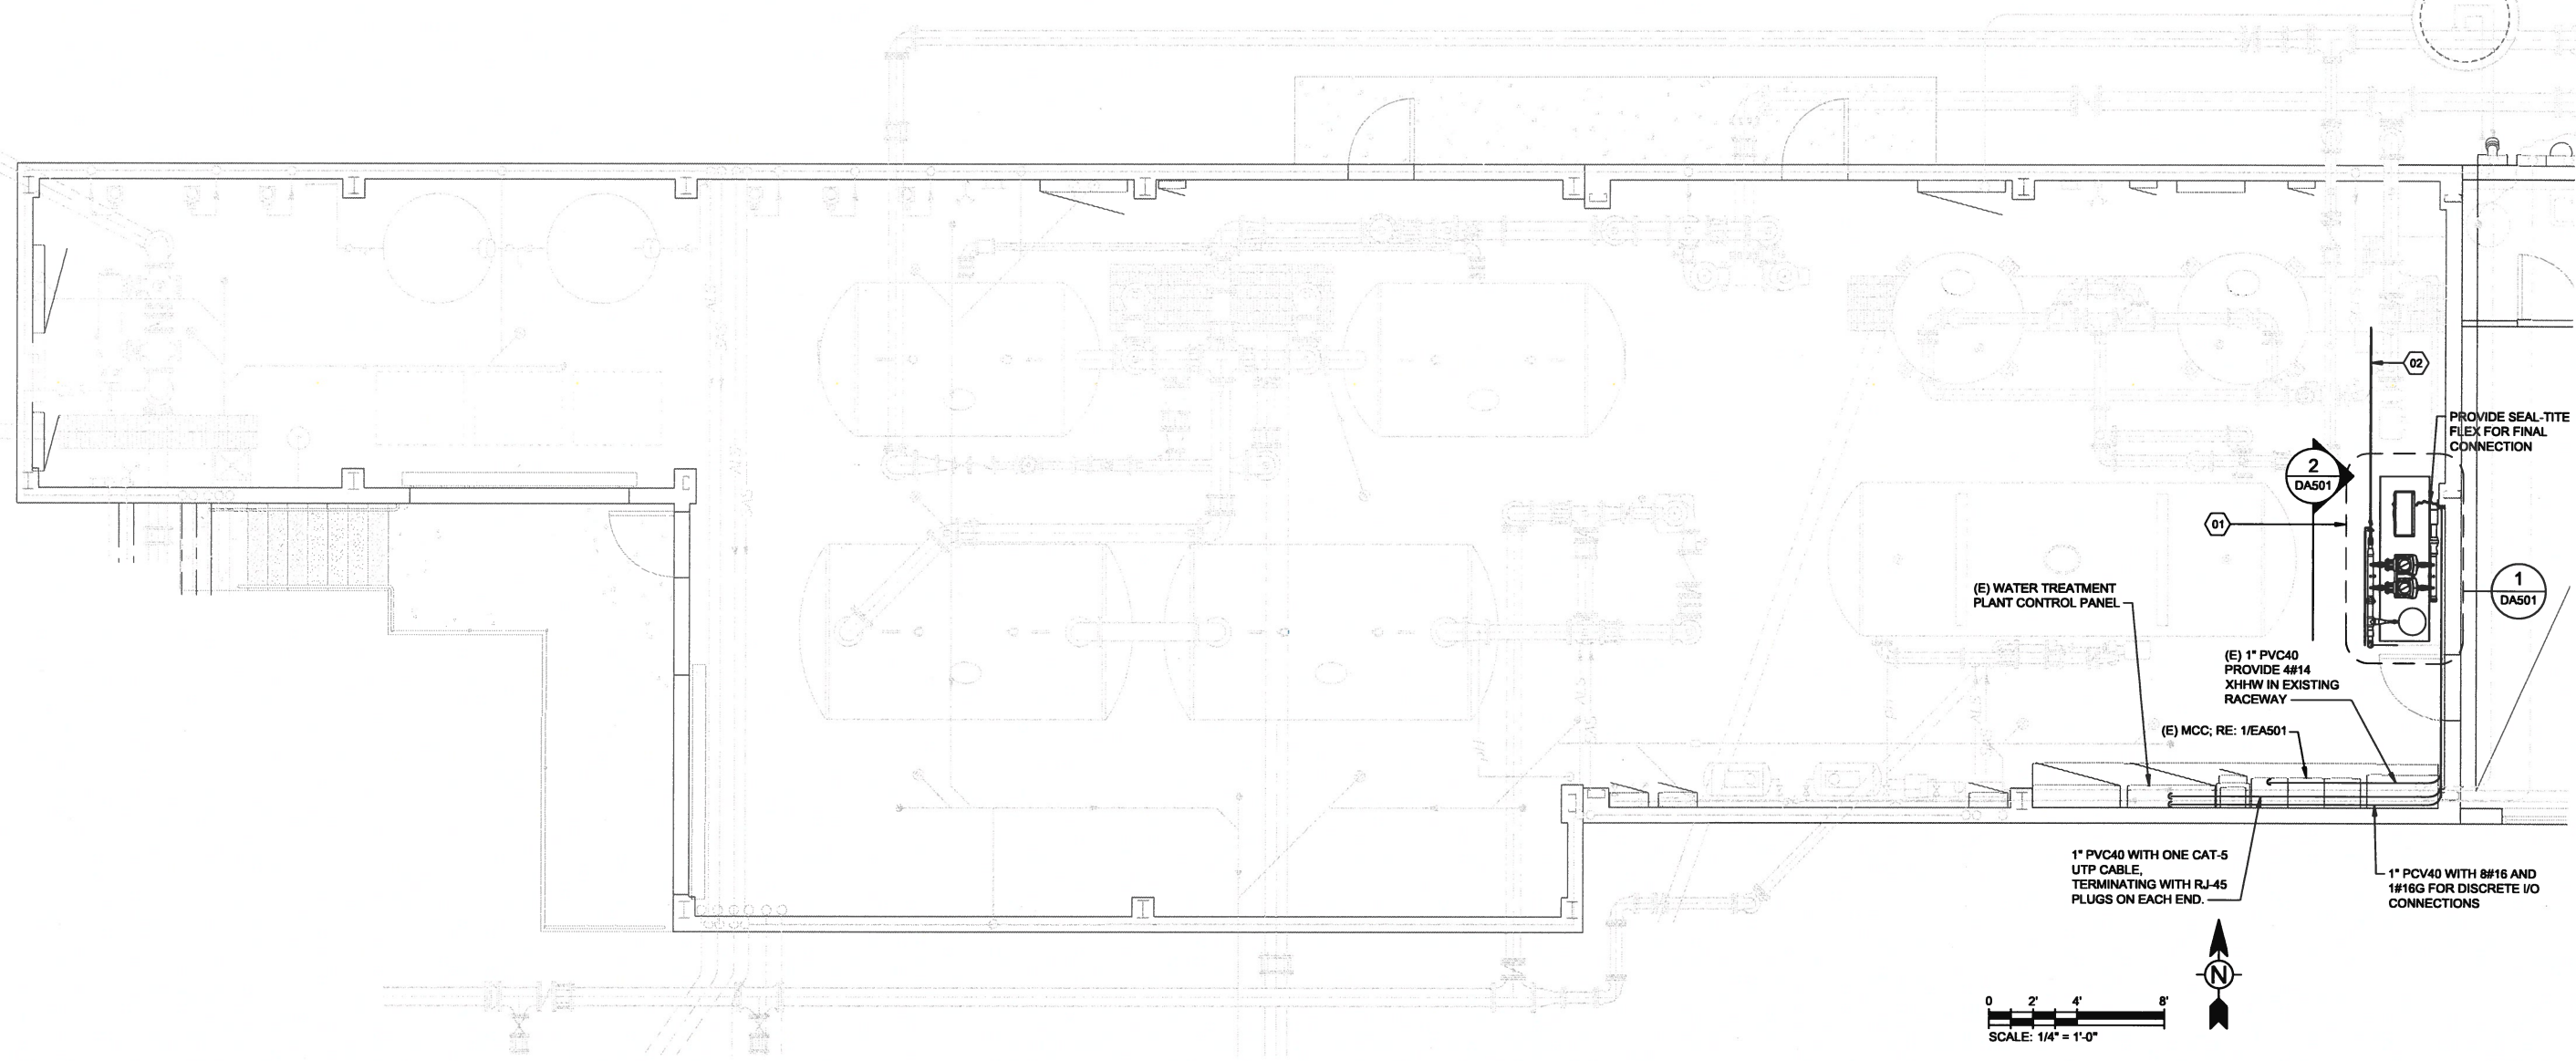 02
PROVIDE SEAL-TITE
FLEX FOR FINAL
CONNECTION
2
DA501
01
1
DA501
(E) WATER TREATMENT
PLANT CONTROL PANEL
(E) 1" PVC40
PROVIDE 4#14
XHHW IN EXISTING
RACEWAY
(E) MCC; RE: 1/EA501
1" PVC40 WITH ONE CAT-5
UTP CABLE,
TERMINATING WITH RJ-45
PLUGS ON EACH END.
1" PCV40 WITH 8#16 AND
1#16G FOR DISCRETE I/O
CONNECTIONS
N
0 2' 4' 8'
SCALE: 1/4" = 1'-0"